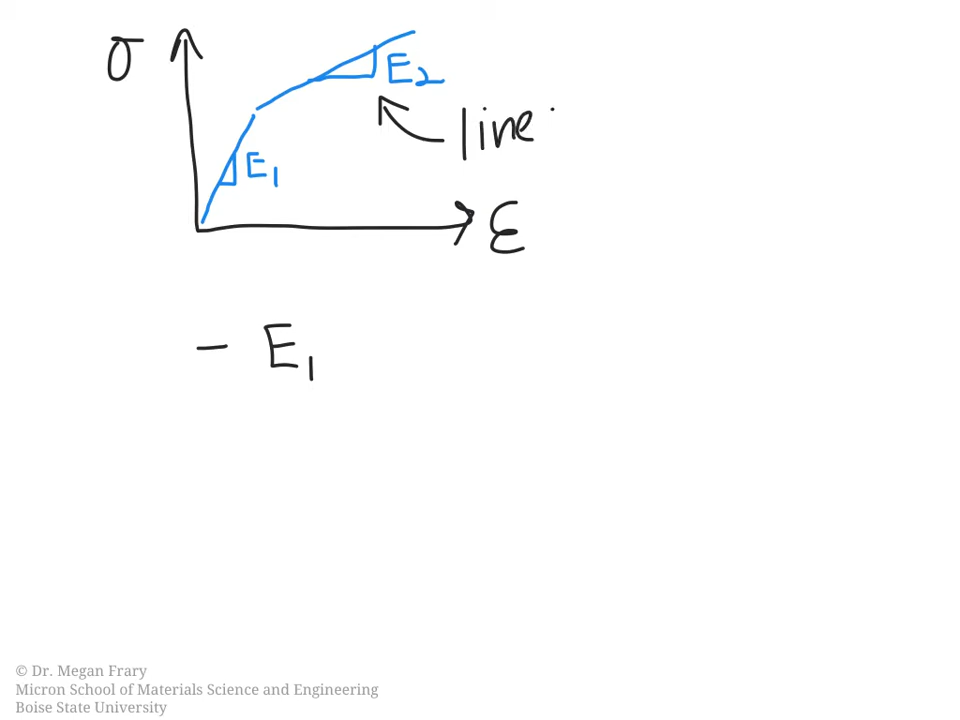 σ
E2
line
E1
ε
- E1
© Dr. Megan Frary
Micron School of Materials Science and Engineering
Boise State University